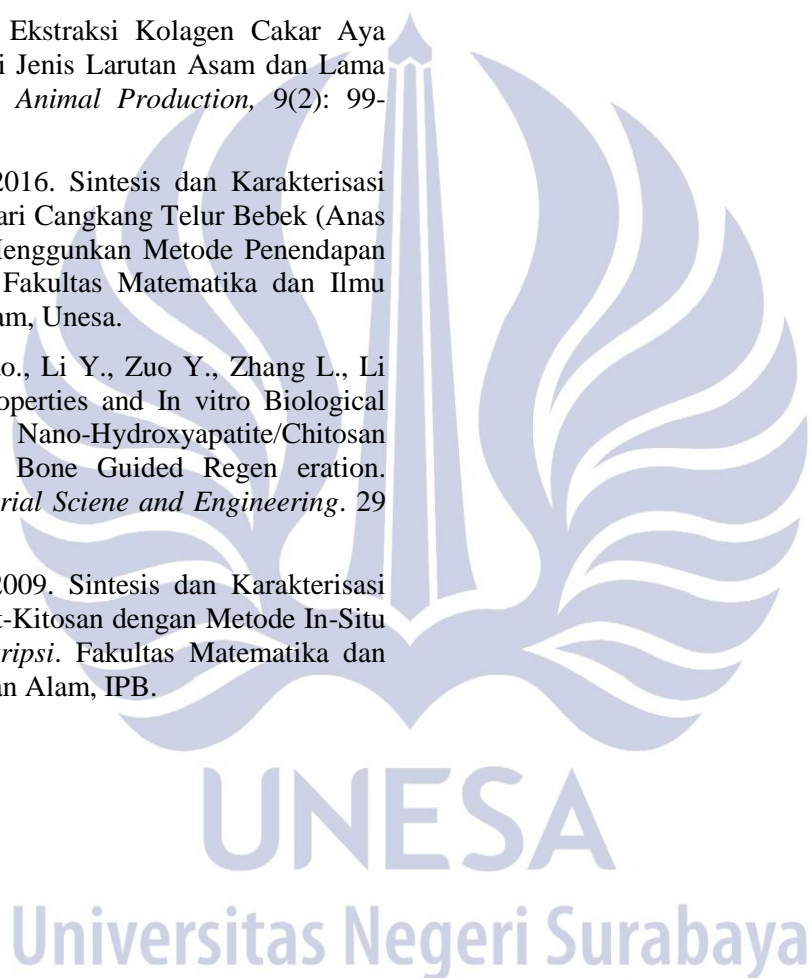 Ekstraksi Kolagen Cakar Aya
i Jenis Larutan Asam dan Lama
Animal Production, 9(2): 99-
2016. Sintesis dan Karakterisasi
ari Cangkang Telur Bebek (Anas
Menggunkan Metode Penendapan
Fakultas Matematika dan Ilmu
am, Unesa.
o., Li Y., Zuo Y., Zhang L., Li
operties and In vitro Biological
Nano-Hydroxyapatite/Chitosan
Bone Guided Regen eration.
rial Sciene and Engineering. 29
2009. Sintesis dan Karakterisasi
t-Kitosan dengan Metode In-Situ
ripsi. Fakultas Matematika dan
an Alam, IPB.
UNESA
Universitas Negeri Surabaya